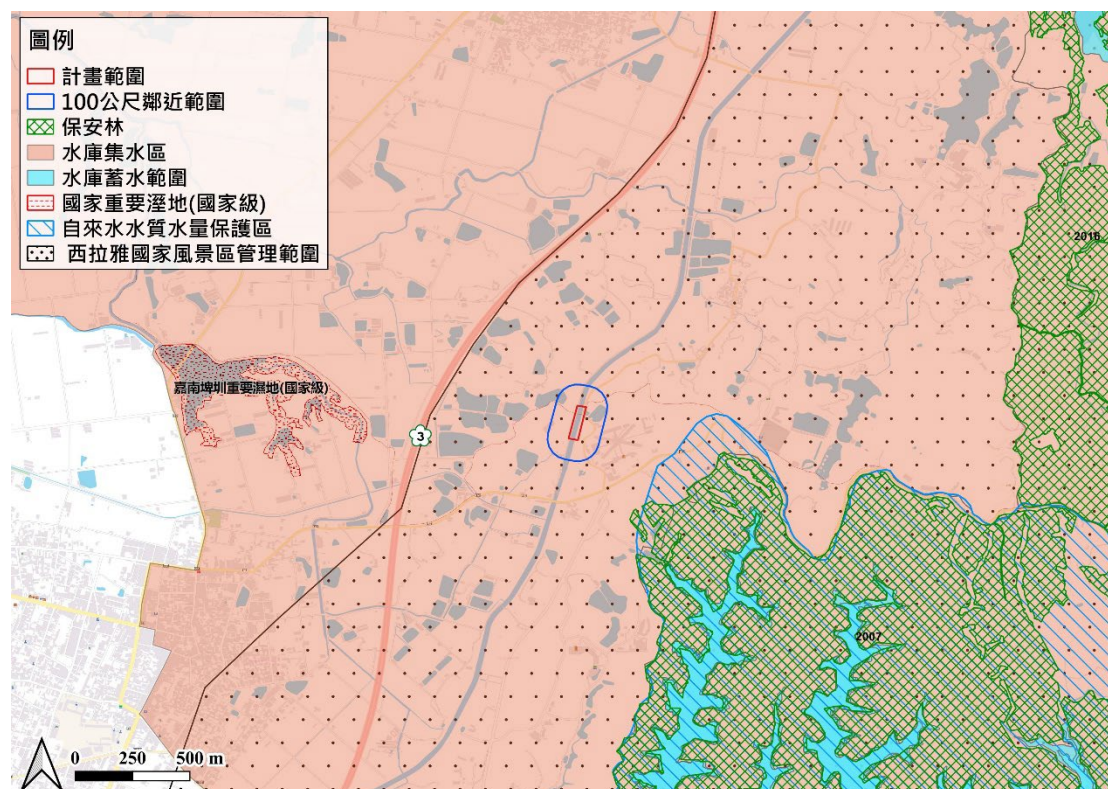 圖例
計畫範圍
100公尺鄰近範圍
保安林
水庫集水區
水庫蓄水範圍
國家重要溼地(國家級)
自來水水質水量保護區
西拉雅國家風景區管理範圍
2016
嘉南埤圳重要濕地(國家級)
3
2007
0 250 500 m